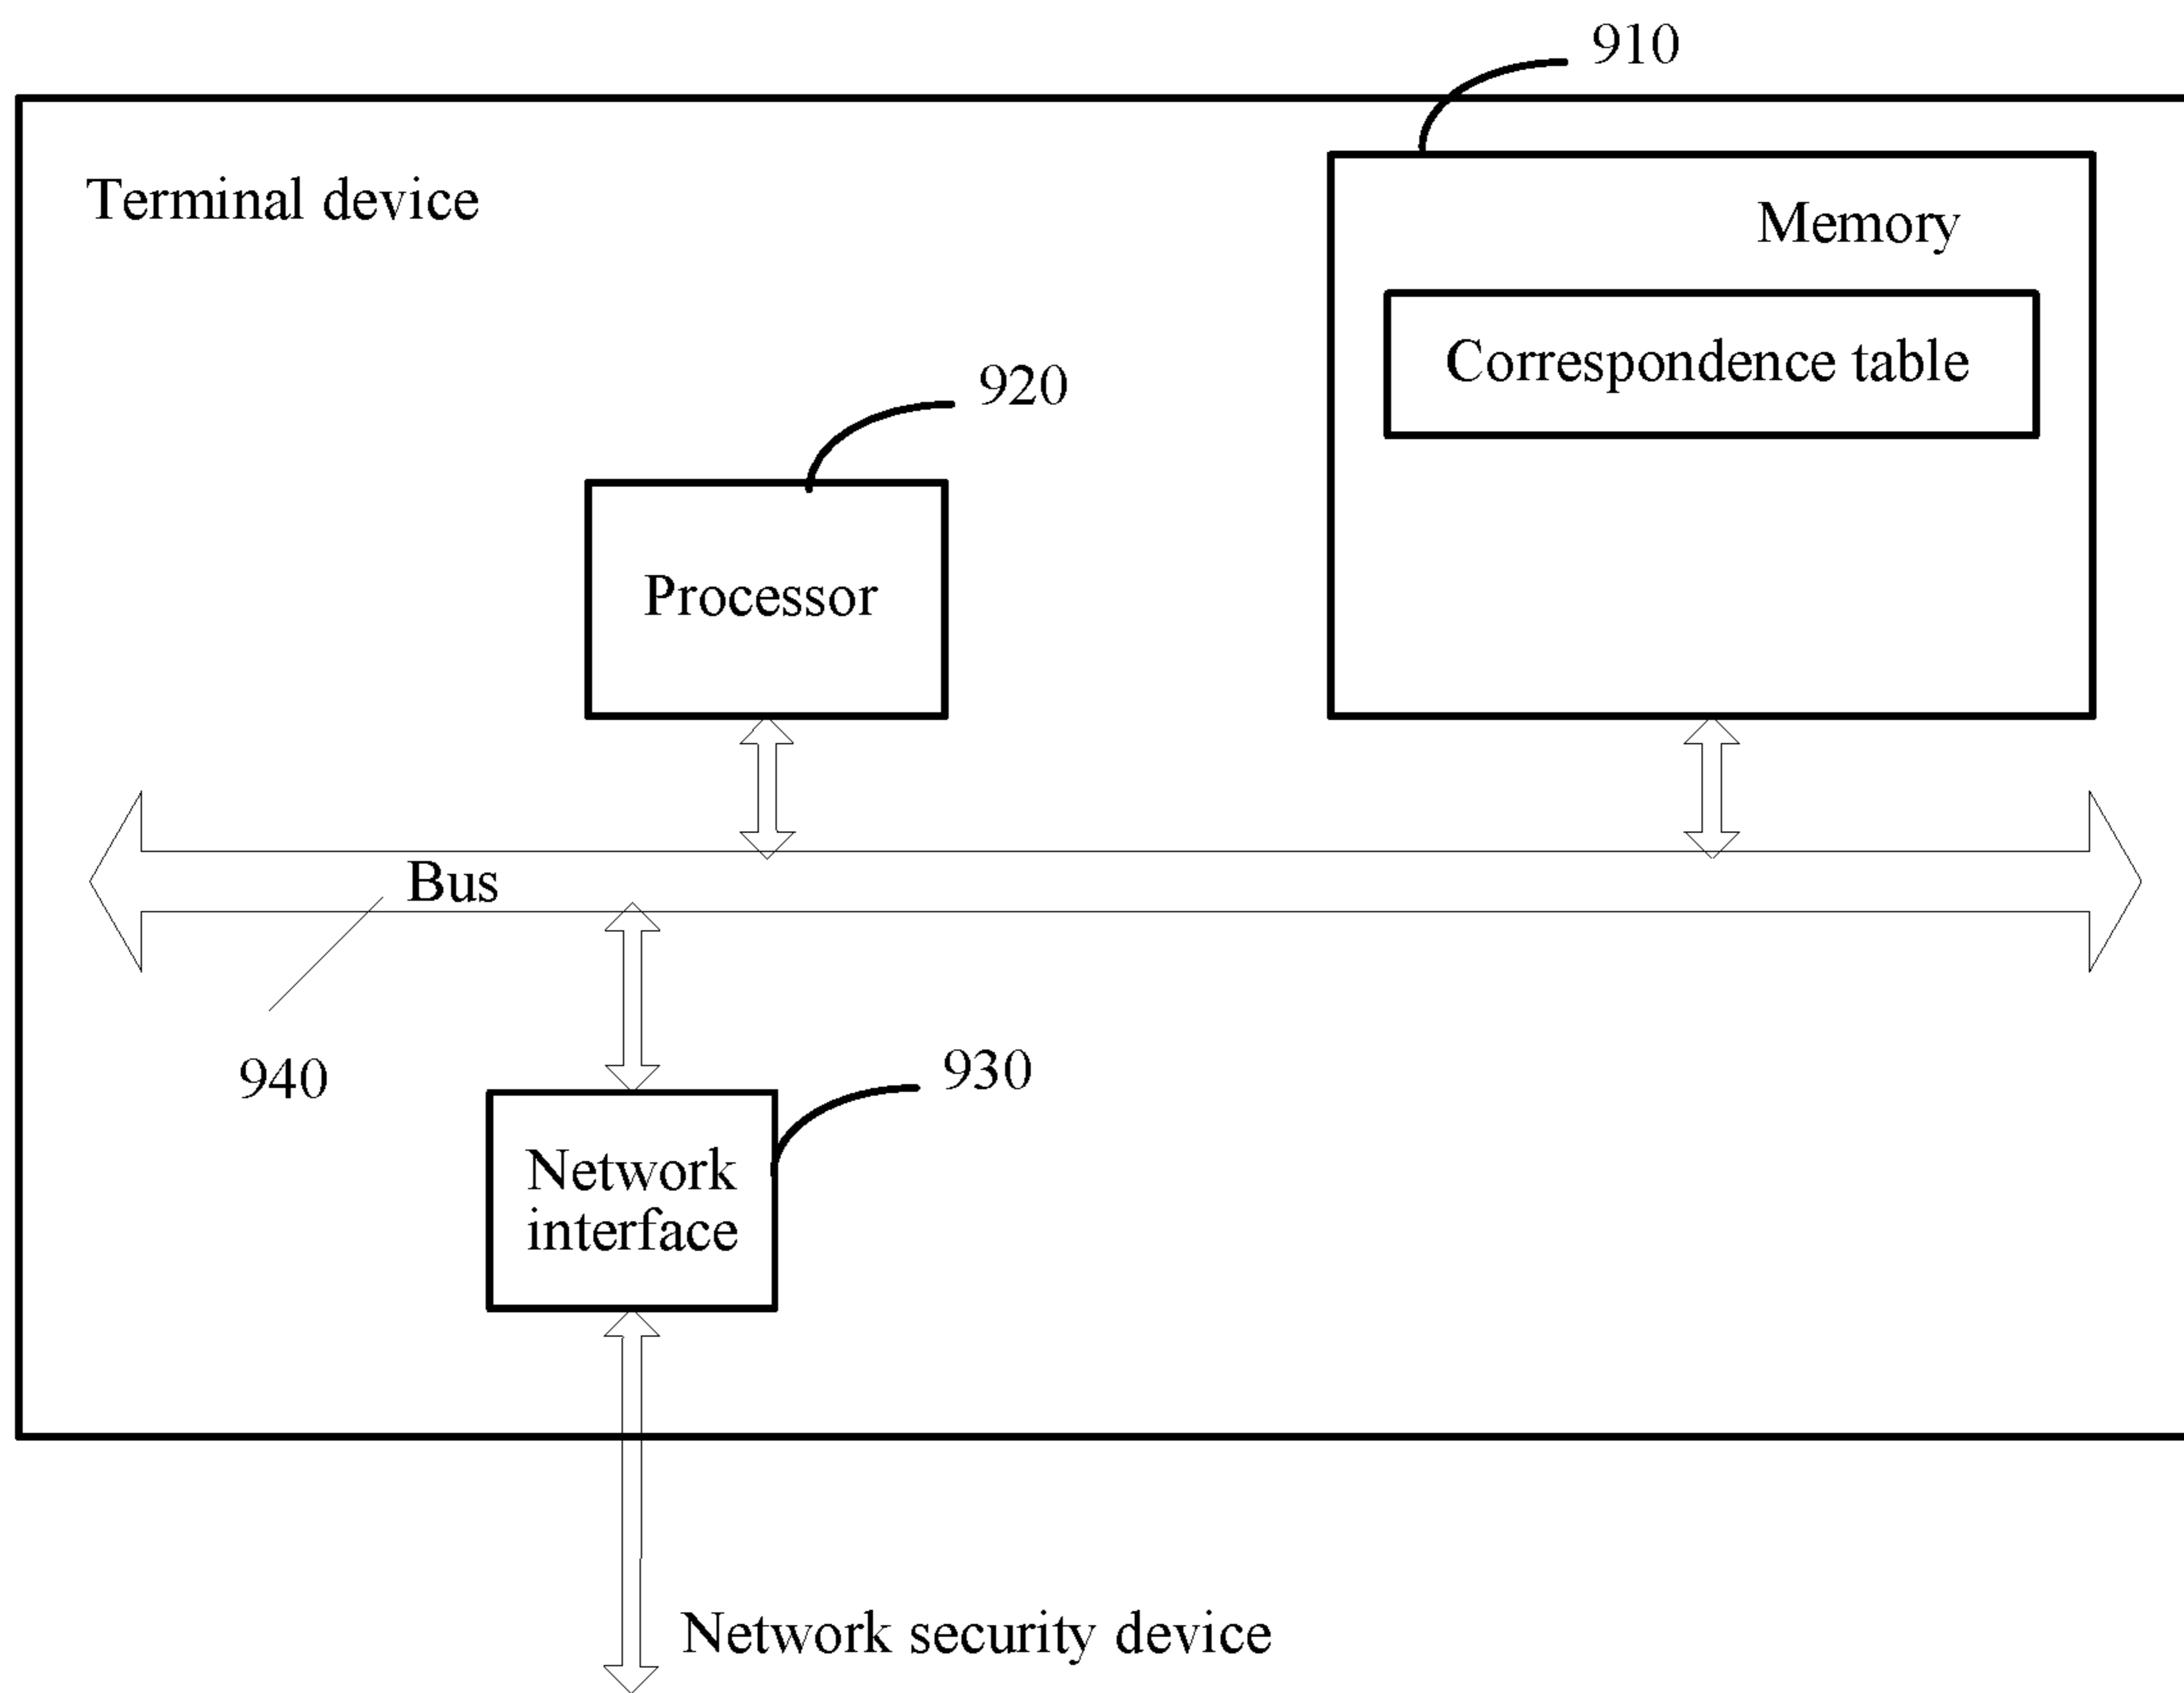 910
Terminal device
Memory
Correspondence table
920
Processor
Bus
940
930
Network
interface
Network security device